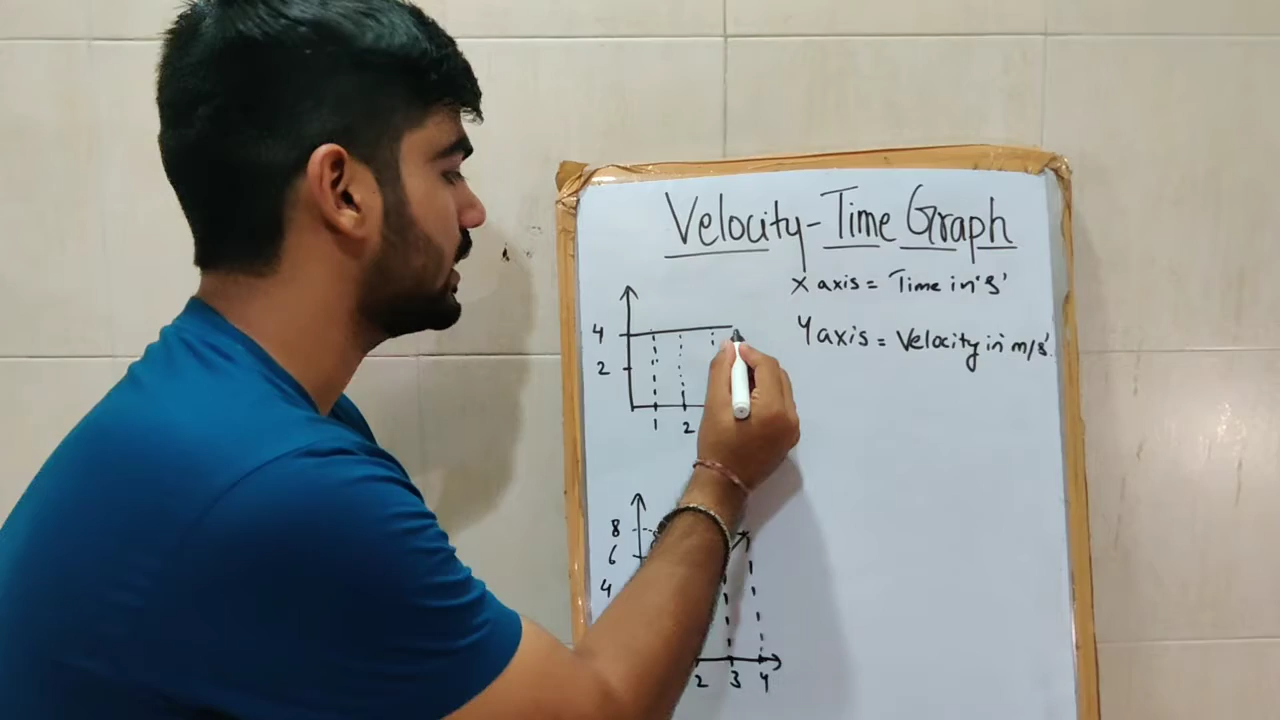 Velocity-Time Graph
X axis = Time in 's'
Y axis = Velocity in m/s'.
4
2
1 2
8
6
4
2 3 4